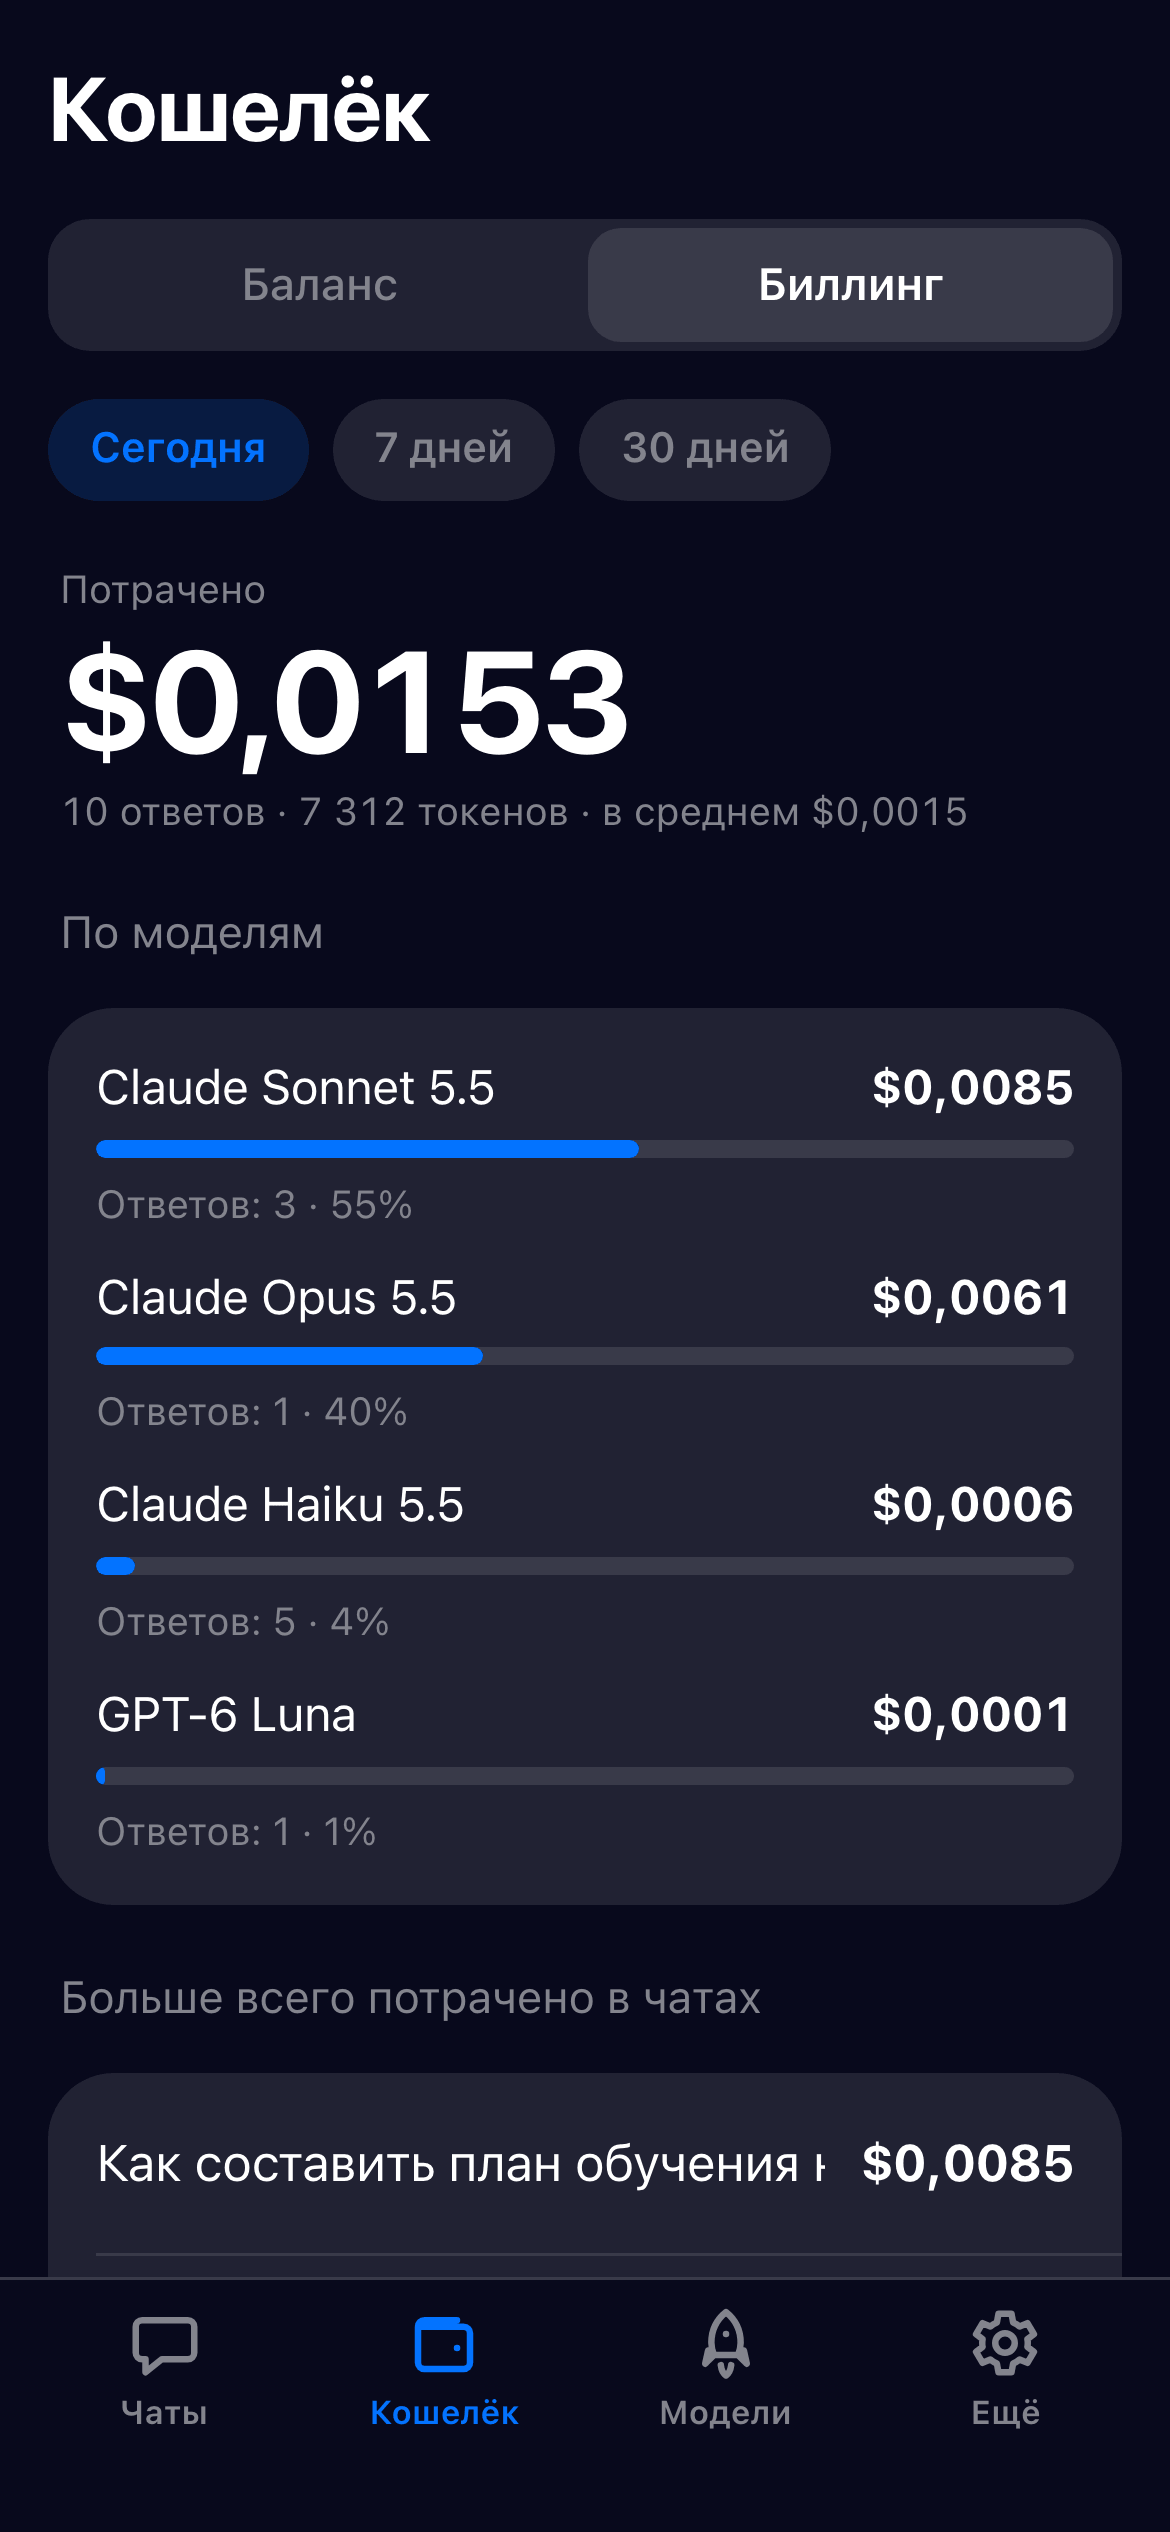 Кошелёк
Баланс
Биллинг
Сегодня
7 дней
30 дней
Потрачено
$0,0153
10 ответов · 7 312 токенов · в среднем $0,0015
По моделям
Claude Sonnet 5.5
$0,0085
Ответов: 3 · 55%
Claude Opus 5.5
$0,0061
Ответов: 1 · 40%
Claude Haiku 5.5
$0,0006
Ответов: 5 · 4%
GPT-6 Luna
$0,0001
Ответов: 1 · 1%
Больше всего потрачено в чатах
Как составить план обучения
$0,0085
Чаты
Кошелёк
Модели
Ещё